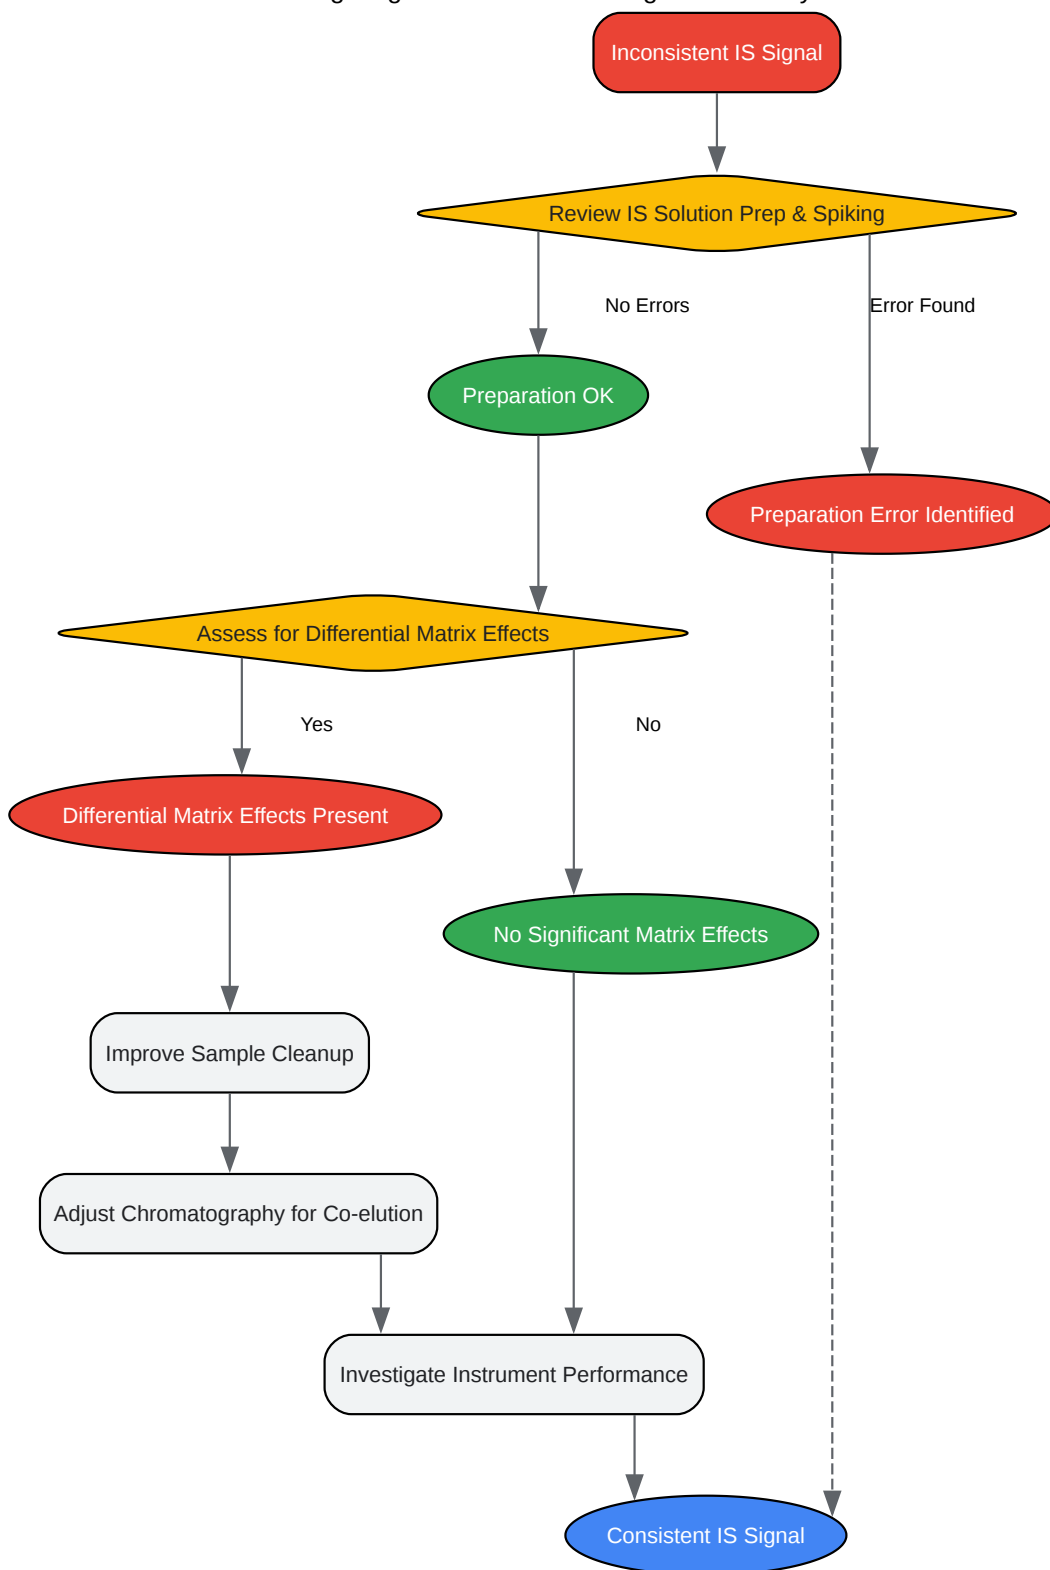 Inconsistent IS Signal
Review IS Solution Prep & Spiking
No Errors
Error Found
Preparation OK
Preparation Error Identified
Assess for Differential Matrix Effects
Yes
No
Differential Matrix Effects Present
No Significant Matrix Effects
Improve Sample Cleanup
Adjust Chromatography for Co-elution
Investigate Instrument Performance
Consistent IS Signal